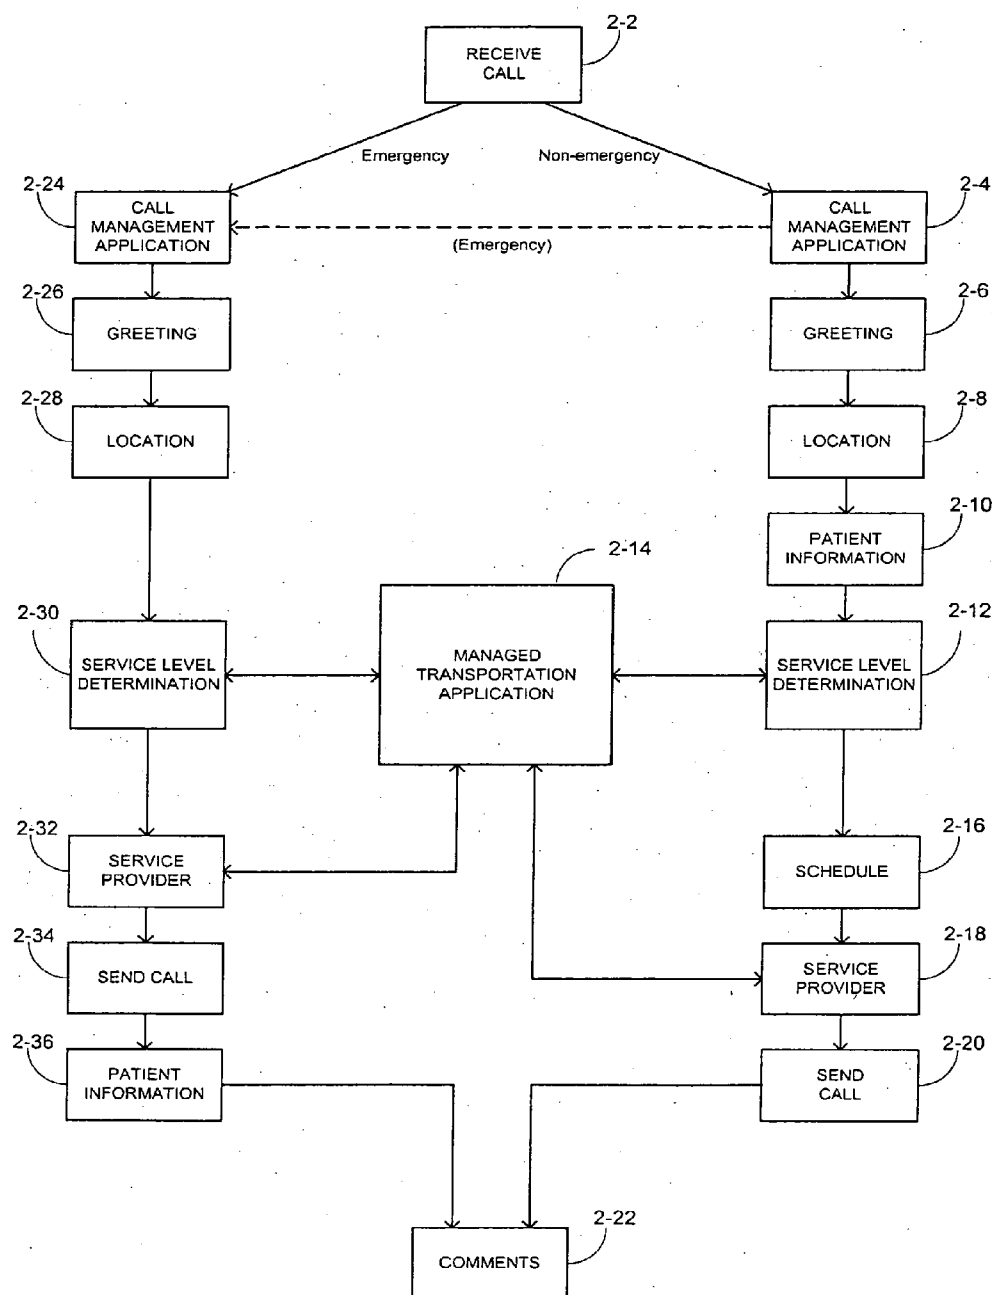 2-2
RECEIVE
CALL
Emergency
Non-emergency
2-24
CALL
MANAGEMENT
APPLICATION
(Emergency)
2-4
CALL
MANAGEMENT
APPLICATION
2-26
GREETING
2-6
GREETING
2-28
LOCATION
2-8
LOCATION
2-10
PATIENT
INFORMATION
2-14
MANAGED
TRANSPORTATION
APPLICATION
2-30
SERVICE LEVEL
DETERMINATION
2-12
SERVICE LEVEL
DETERMINATION
2-32
SERVICE
PROVIDER
2-16
SCHEDULE
2-34
SEND CALL
2-18
SERVICE
PROVIDER
2-36
PATIENT
INFORMATION
2-20
SEND
CALL
2-22
COMMENTS